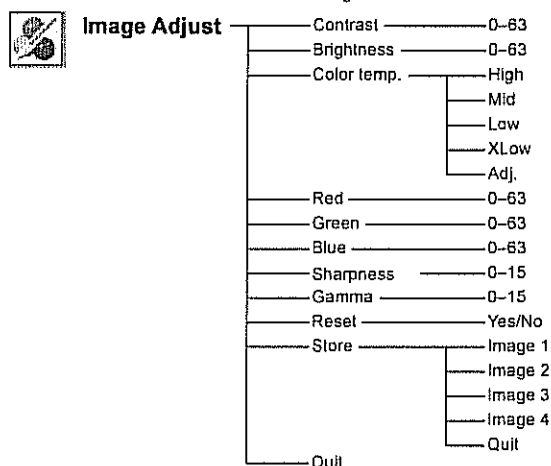 Image Adjust Contrast 0–63
Brightness 0–63
Color temp. High
Mid
Low
XLow
Adj.
Red 0–63
Green 0–63
Blue 0–63
Sharpness 0–15
Gamma 0–15
Reset Yes/No
Store Image 1
Image 2
Image 3
Image 4
Quit
Quit